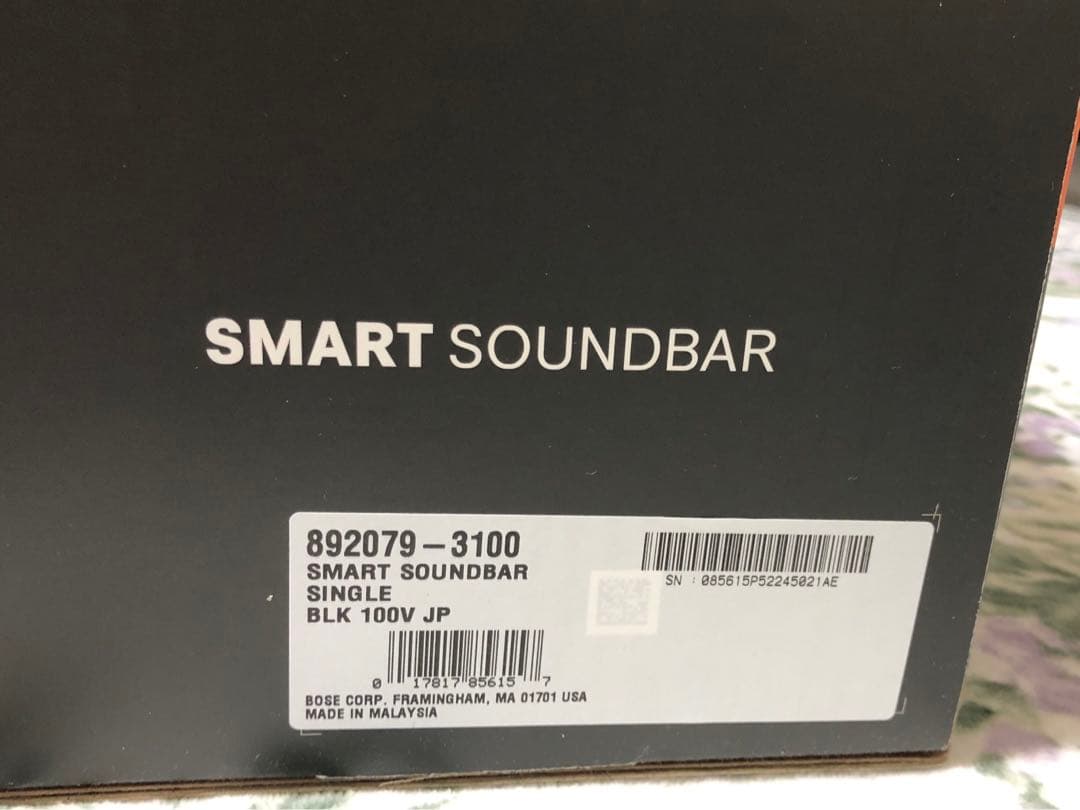 SMART SOUNDBAR
892079-3100
SMART SOUNDBAR
SINGLE
BLK 100V JP
SN : 085615P52245021AE
0 17817 85615 7
BOSE CORP. FRAMINGHAM, MA 01701 USA
MADE IN MALAYSIA